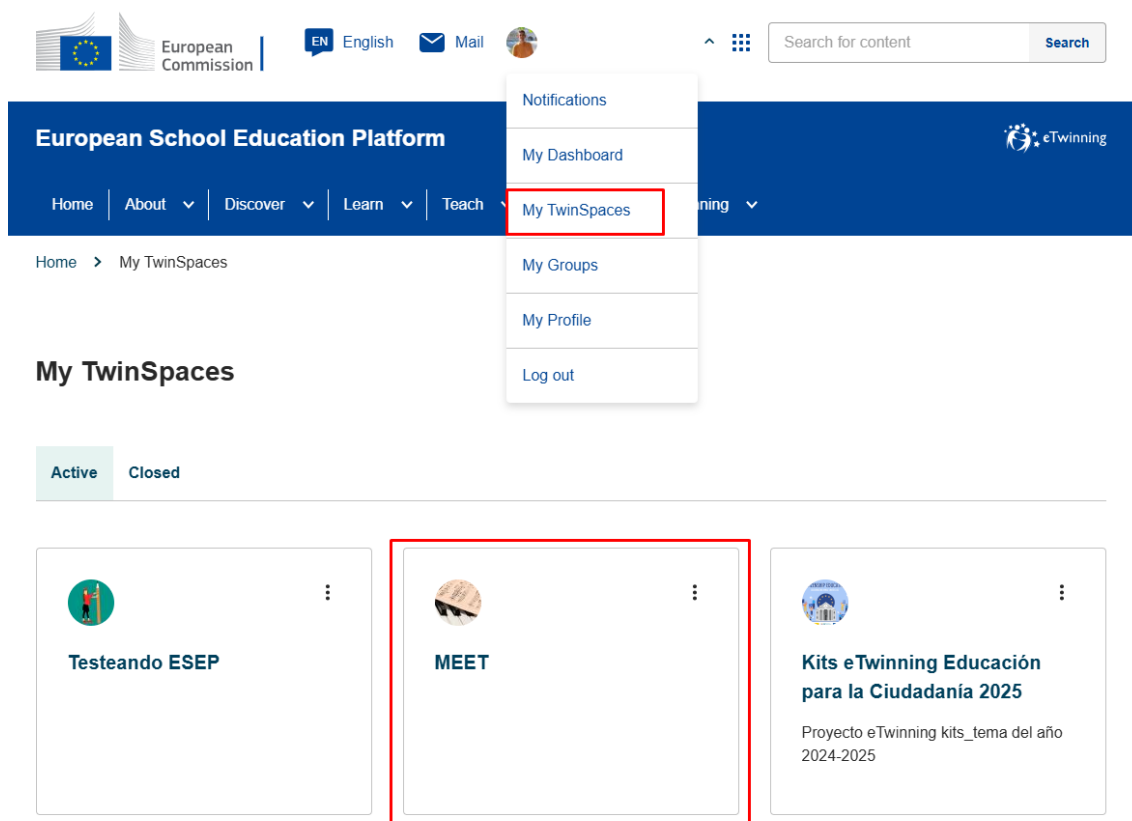 European
Commission
EN English
Mail
Search for content
Search
Notifications
My Dashboard
My TwinSpaces
My Groups
My Profile
Log out
European School Education Platform
eTwinning
Home
About
Discover
Learn
Teach
ning
Home > My TwinSpaces
My TwinSpaces
Active
Closed
Testeando ESEP
MEET
Kits eTwinning Educación
para la Ciudadanía 2025
Proyecto eTwinning kits_tema del año
2024-2025